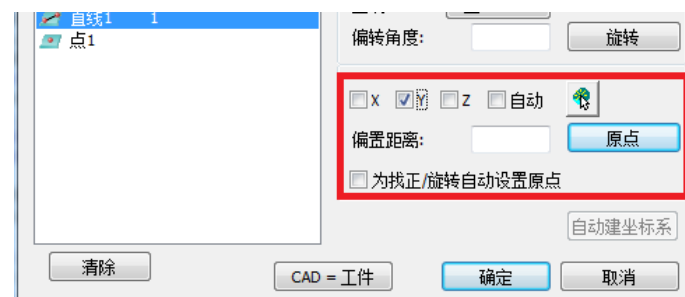 直线1 1
点1
偏转角度: 旋转
X Y Z 自动
偏置距离: 原点
为找正/旋转自动设置原点
自动建坐标系
清除 CAD = 工件 确定 取消